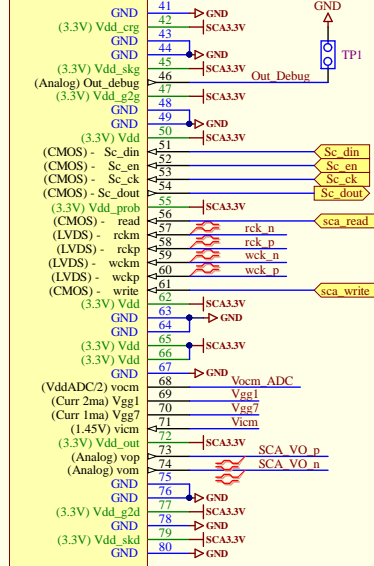 GND
GND 41 GND
(3.3V) Vdd_crg 42 SCA3.3V
GND 43
GND 44 GND
(3.3V) Vdd_skg 45 SCA3.3V
TP1
(Analog) Out_debug 46 Out_Debug
(3.3V) Vdd_g2g 47 SCA3.3V
GND 48
GND 49 GND
(3.3V) Vdd 50 SCA3.3V
(CMOS) - Sc_din 51 Sc_din
(CMOS) - Sc_en 52 Sc_en
(CMOS) - Sc_ck 53 Sc_ck
(CMOS) - Sc_dout 54 Sc_dout
(3.3V) Vdd_prob 55 SCA3.3V
(CMOS) - read 56 sca_read
(LVDS) - rckm 57 rck_n
(LVDS) - rckp 58 rck_p
(LVDS) - wckm 59 wck_n
(LVDS) - wckp 60 wck_p
(CMOS) - write 61 sca_write
(3.3V) Vdd 62 SCA3.3V
GND 63 GND
GND 64
(3.3V) Vdd 65 SCA3.3V
(3.3V) Vdd 66
GND 67 GND
(VddADC/2) vocm 68 Vocm_ADC
(Curr 2ma) Vgg1 69 Vgg1
(Curr 1ma) Vgg7 70 Vgg7
(1.45V) vicm 71 Vicm
(3.3V) Vdd_out 72 SCA3.3V
(Analog) vop 73 SCA_VO_p
(Analog) vom 74 SCA_VO_n
GND 75
GND 76 GND
(3.3V) Vdd_g2d 77 SCA3.3V
GND 78 GND
(3.3V) Vdd_skd 79 SCA3.3V
GND 80 GND